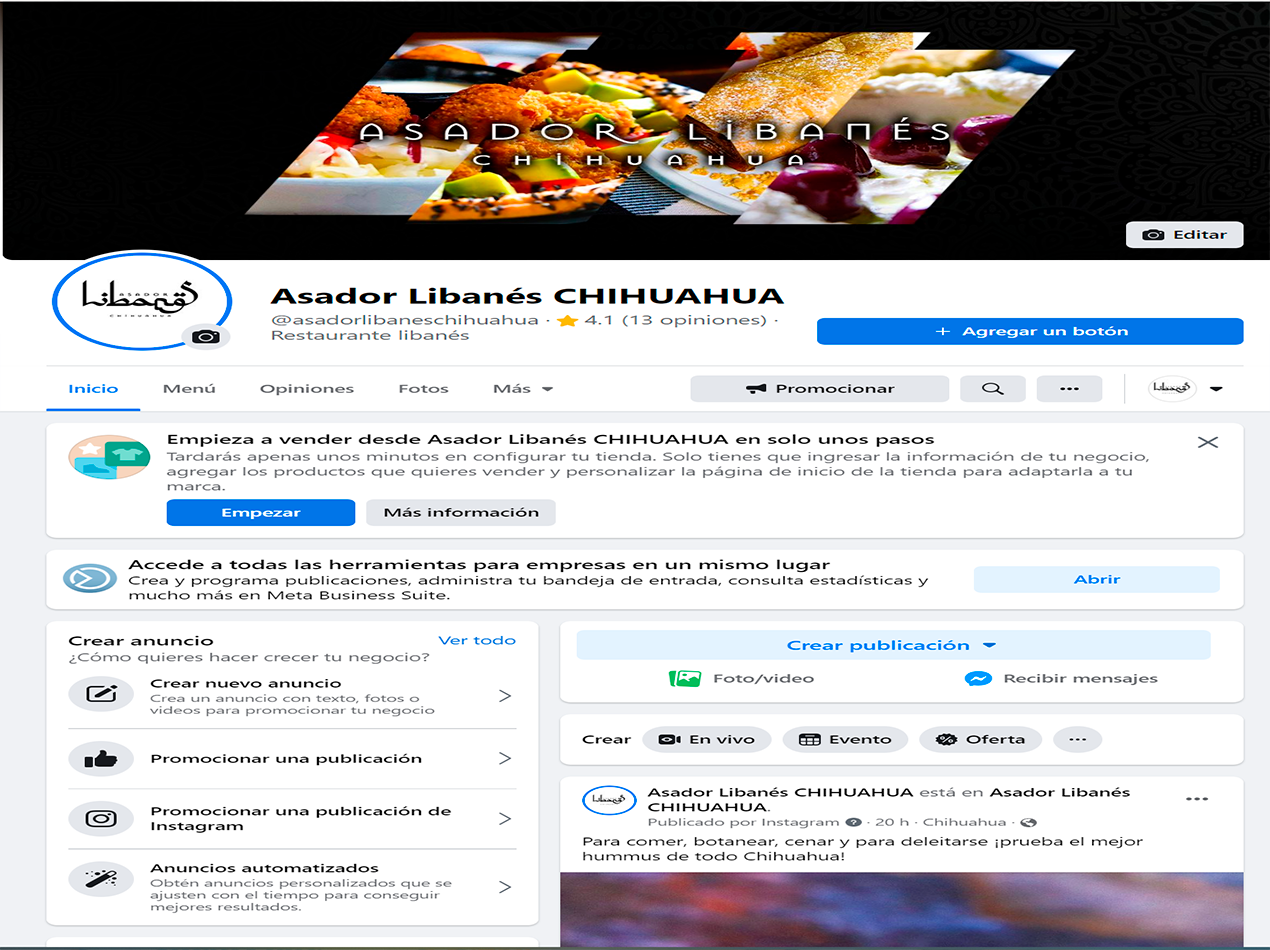 ASADOR LIBANÉS
CHIHUAHUA
Editar
ASADOR
Libanés
CHIHUAHUA
Asador Libanés CHIHUAHUA
@asadorlibaneschihuahua · 4.1 (13 opiniones) ·
Restaurante libanés
+ Agregar un botón
Inicio Menú Opiniones Fotos Más Promocionar ···
Empieza a vender desde Asador Libanés CHIHUAHUA en solo unos pasos
Tardarás apenas unos minutos en configurar tu tienda. Solo tienes que ingresar la información de tu negocio,
agregar los productos que quieres vender y personalizar la página de inicio de la tienda para adaptarla a tu
marca.
Empezar Más información
Accede a todas las herramientas para empresas en un mismo lugar
Crea y programa publicaciones, administra tu bandeja de entrada, consulta estadísticas y
mucho más en Meta Business Suite.
Abrir
Crear anuncio Ver todo
¿Cómo quieres hacer crecer tu negocio?
Crear nuevo anuncio
Crea un anuncio con texto, fotos o
videos para promocionar tu negocio
Promocionar una publicación
Promocionar una publicación de
Instagram
Anuncios automatizados
Obtén anuncios personalizados que se
ajusten con el tiempo para conseguir
mejores resultados.
Crear publicación
Foto/video Recibir mensajes
Crear En vivo Evento Oferta ···
Asador Libanés CHIHUAHUA está en Asador Libanés
CHIHUAHUA.
Publicado por Instagram · 20 h · Chihuahua ·
Para comer, botanear, cenar y para deleitarse ¡prueba el mejor
hummus de todo Chihuahua!